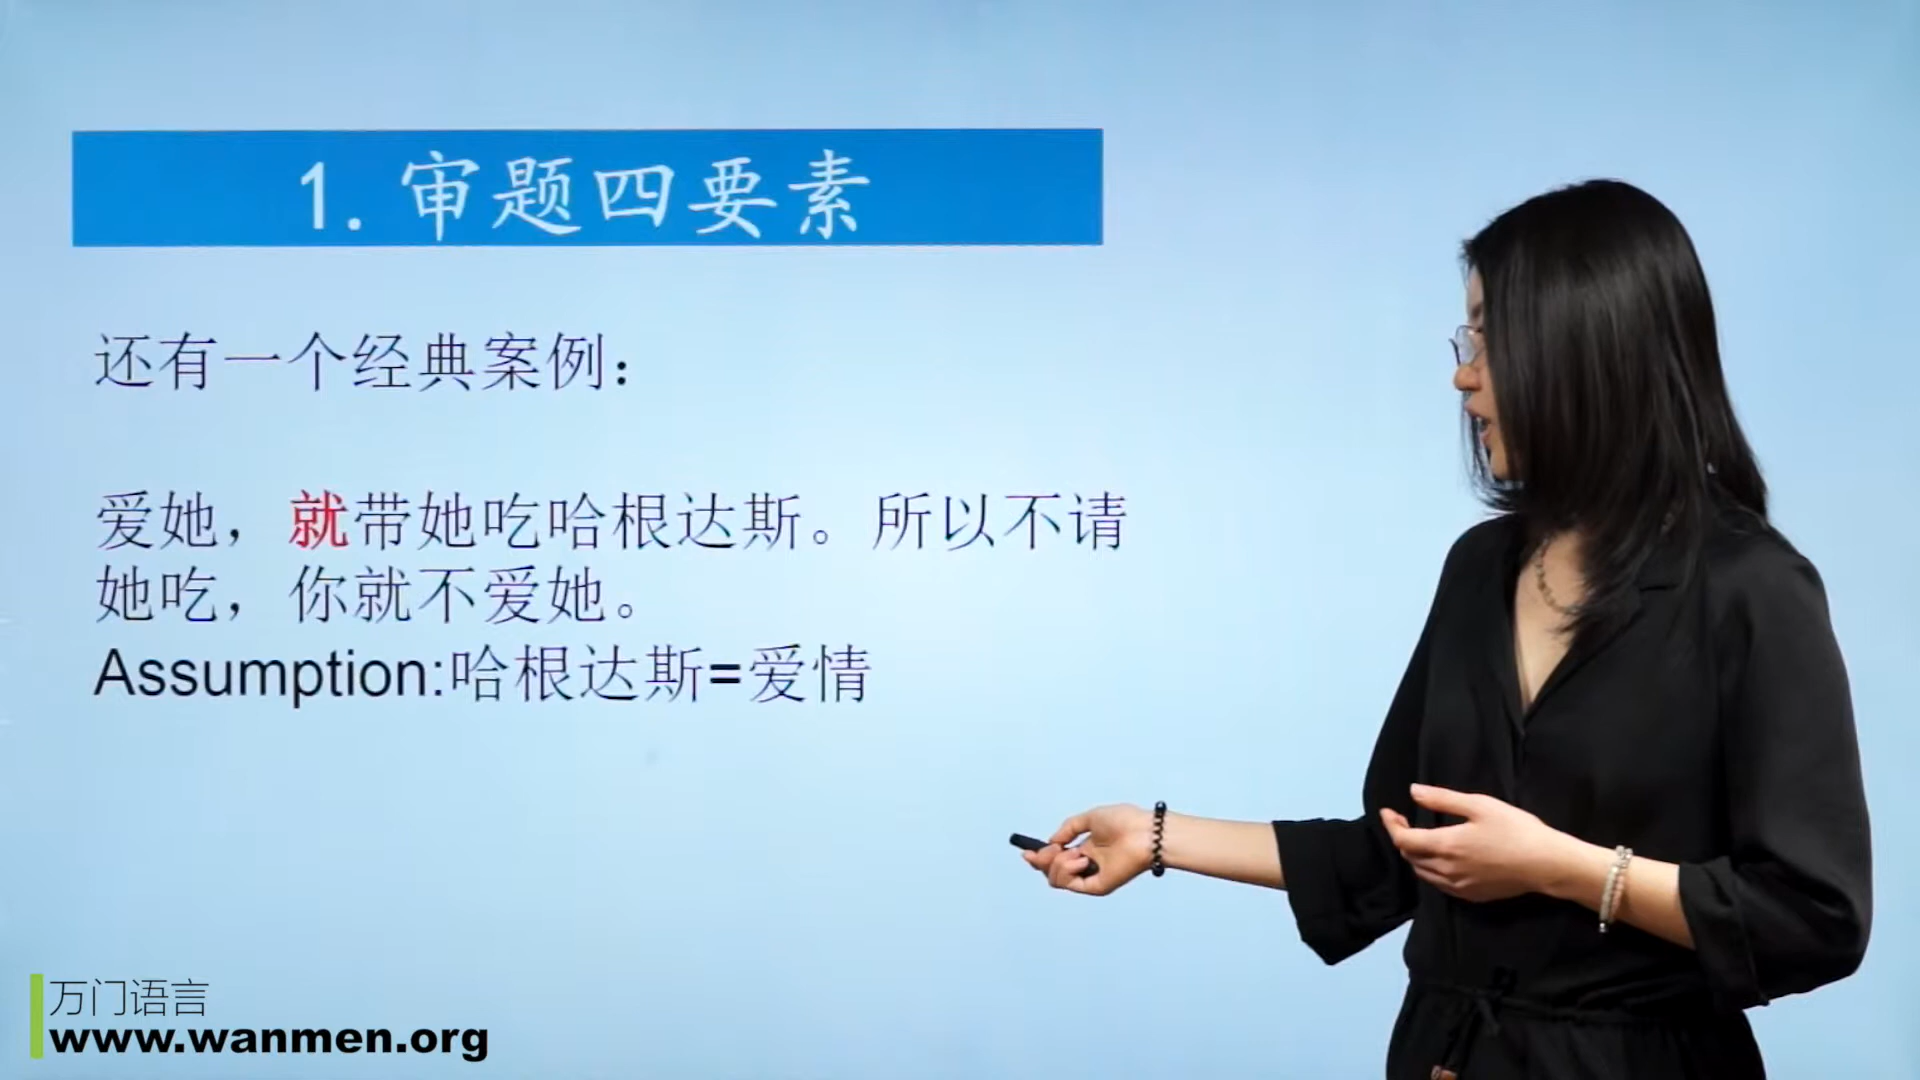 1. 审题四要素
还有一个经典案例：
爱她，就带她吃哈根达斯。所以不请
她吃，你就不爱她。
Assumption:哈根达斯=爱情
万门语言
www.wanmen.org